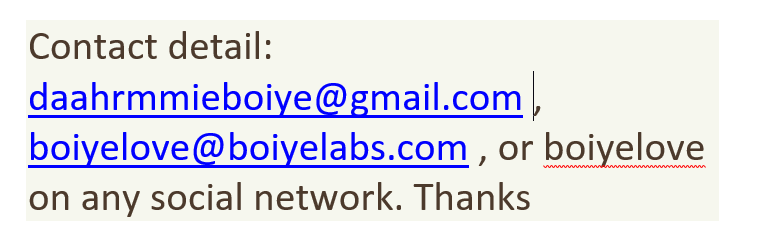 Contact detail:
daahrmmieboiye@gmail.com ,
boiyelove@boiyelabs.com , or boiyelove
on any social network. Thanks